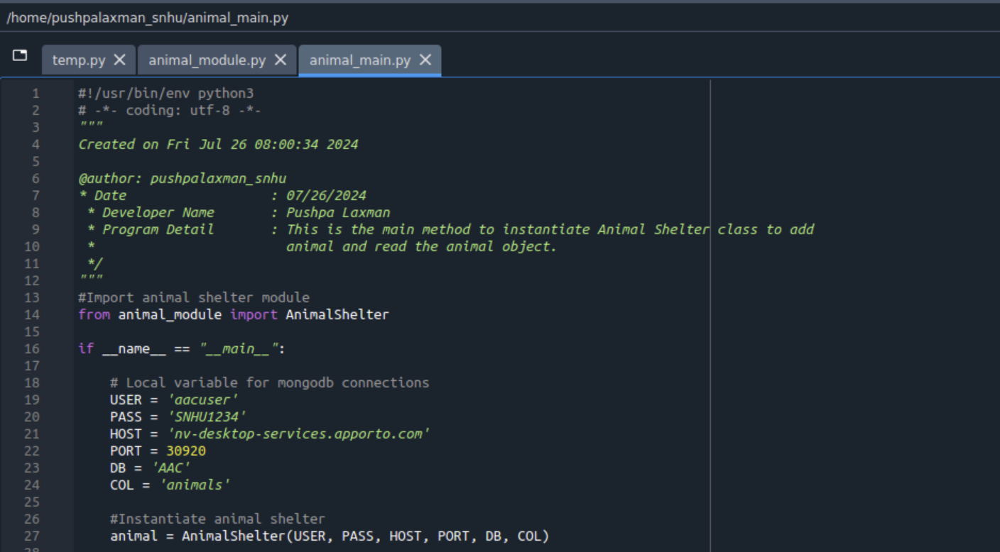 /home/pushpalaxman_snhu/animal_main.py
temp.py animal_module.py animal_main.py
1 #!/usr/bin/env python3
2 # -*- coding: utf-8 -*-
3 """
4 Created on Fri Jul 26 08:00:34 2024
5
6 @author: pushpalaxman_snhu
7 * Date : 07/26/2024
8 * Developer Name : Pushpa Laxman
9 * Program Detail : This is the main method to instantiate Animal Shelter class to add
10 * animal and read the animal object.
11 */
12 """
13 #Import animal shelter module
14 from animal_module import AnimalShelter
15
16 if __name__ == "__main__":
17
18 # Local variable for mongodb connections
19 USER = 'aacuser'
20 PASS = 'SNHU1234'
21 HOST = 'nv-desktop-services.apporto.com'
22 PORT = 30920
23 DB = 'AAC'
24 COL = 'animals'
25
26 #Instantiate animal shelter
27 animal = AnimalShelter(USER, PASS, HOST, PORT, DB, COL)
28